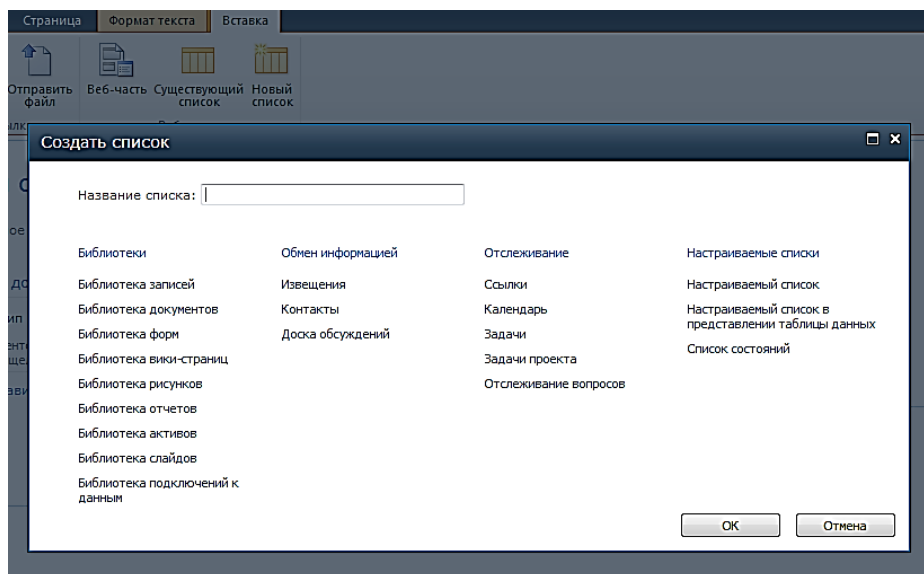 Страница Формат текста Вставка
Отправить Веб-часть Существующий Новый
файл список список
Создать список
Название списка:
Библиотеки Обмен информацией Отслеживание Настраиваемые списки
Библиотека записей Извещения Ссылки Настраиваемый список
Библиотека документов Контакты Календарь Настраиваемый список в
представлении таблицы данных
Библиотека форм Доска обсуждений Задачи
Список состояний
Библиотека вики-страниц Задачи проекта
Библиотека рисунков Отслеживание вопросов
Библиотека отчетов
Библиотека активов
Библиотека слайдов
Библиотека подключений к
данным
ОК Отмена